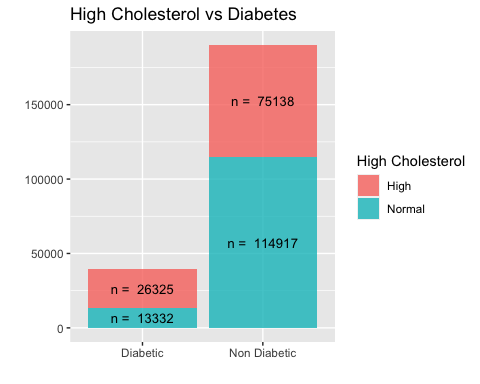 High Cholesterol vs Diabetes
150000
100000
50000
0
n = 75138
n = 114917
n = 26325
n = 13332
Diabetic
Non Diabetic
High Cholesterol
High
Normal